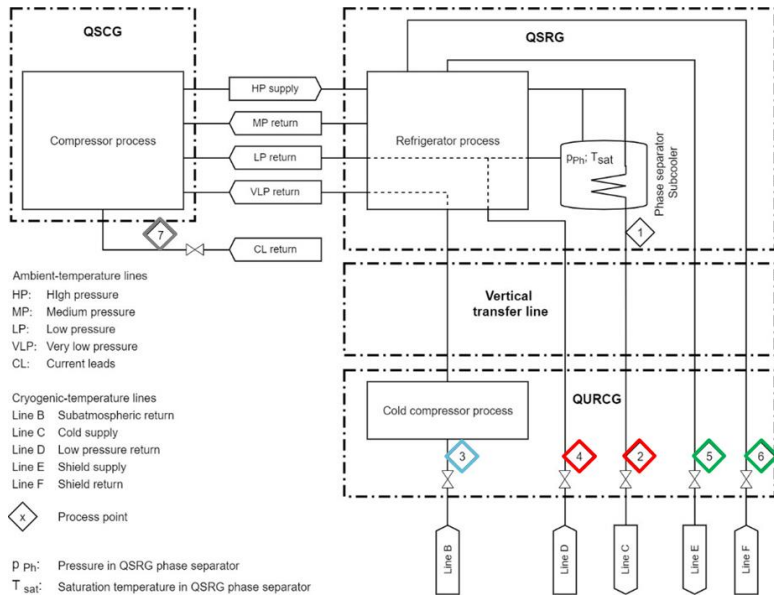 QSCG
QSRG
Compressor process
HP supply
MP return
LP return
VLP return
CL return
7
Refrigerator process
pPh; Tsat
Phase separator
Subcooler
1
Ambient-temperature lines
HP: HIgh pressure
MP: Medium pressure
LP: Low pressure
VLP: Very low pressure
CL: Current leads
Vertical
transfer line
QURCG
Cold compressor process
3
4
2
5
6
Cryogenic-temperature lines
Line B Subatmospheric return
Line C Cold supply
Line D Low pressure return
Line E Shield supply
Line F Shield return
x Process point
p Ph: Pressure in QSRG phase separator
T sat: Saturation temperature in QSRG phase separator
Line B
Line D
Line C
Line E
Line F